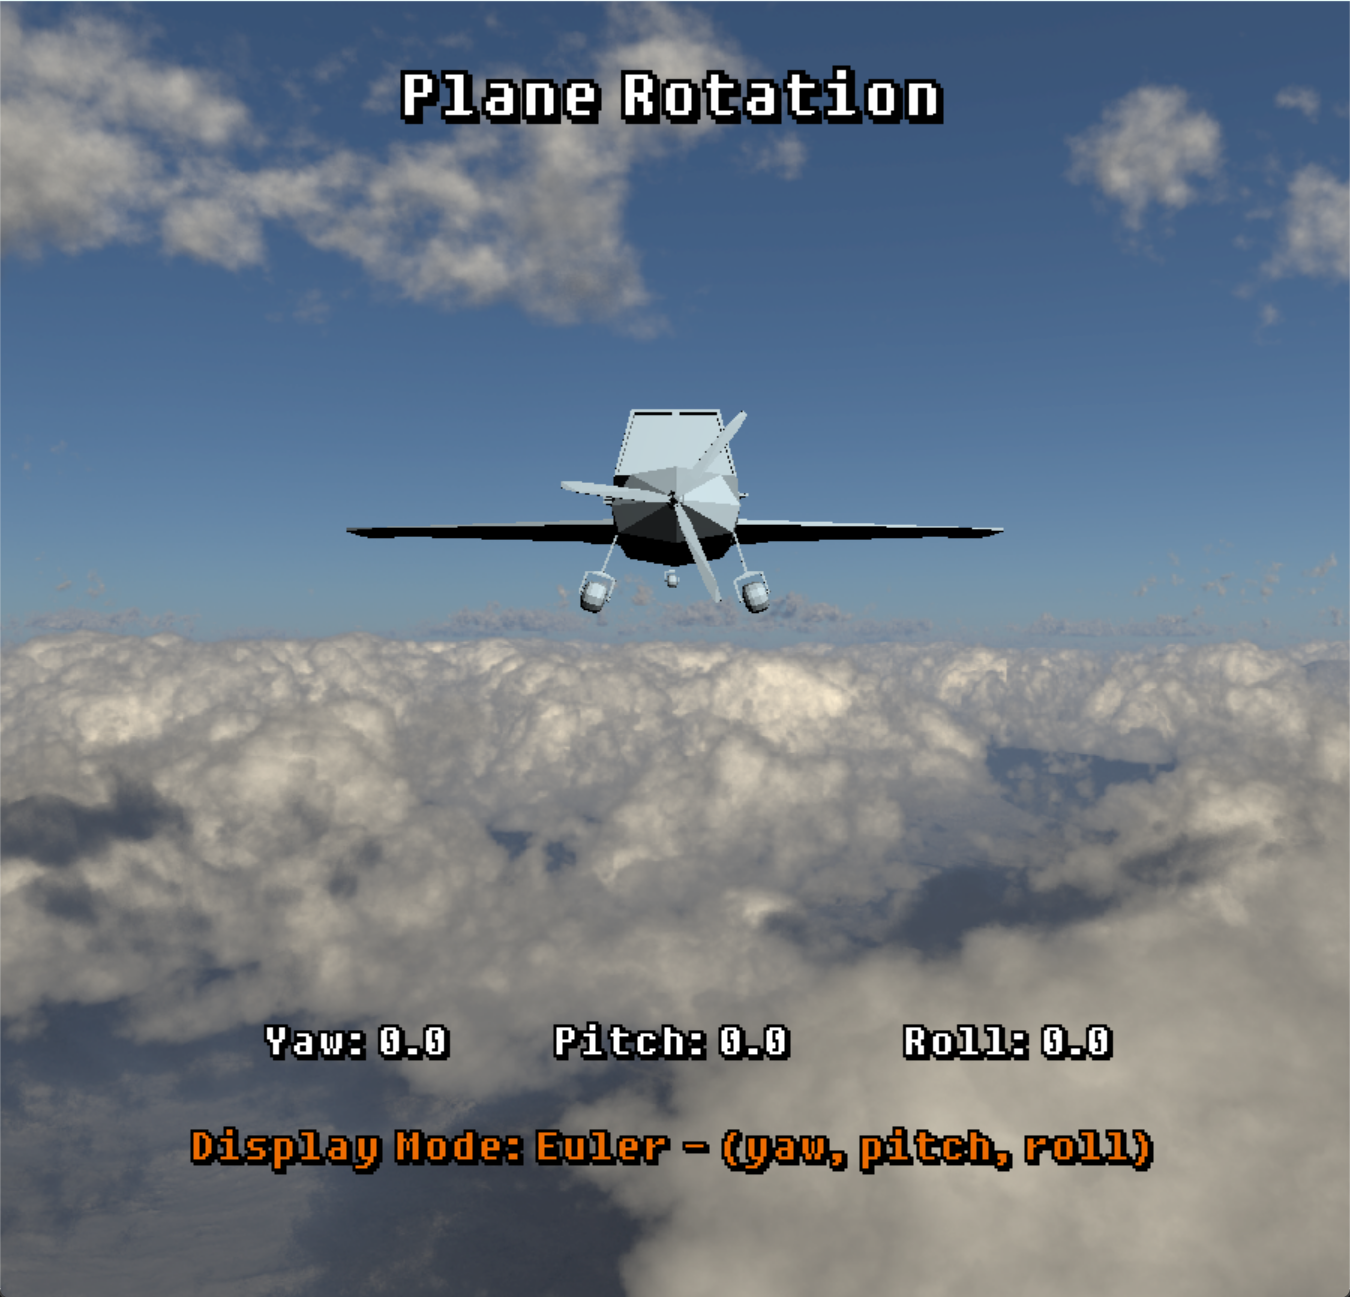 Plane Rotation
Yaw: 0.0 Pitch: 0.0 Roll: 0.0
Display Mode: Euler - (yaw, pitch, roll)